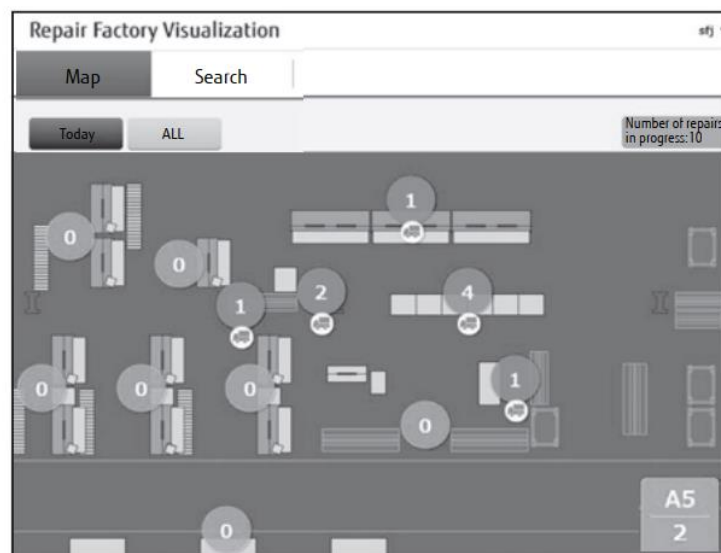 Repair Factory Visualization
sfj
Map
Search
Today
ALL
Number of repairs
in progress:10
1
0
0
1
2
4
0
0
0
1
0
A5
2
0